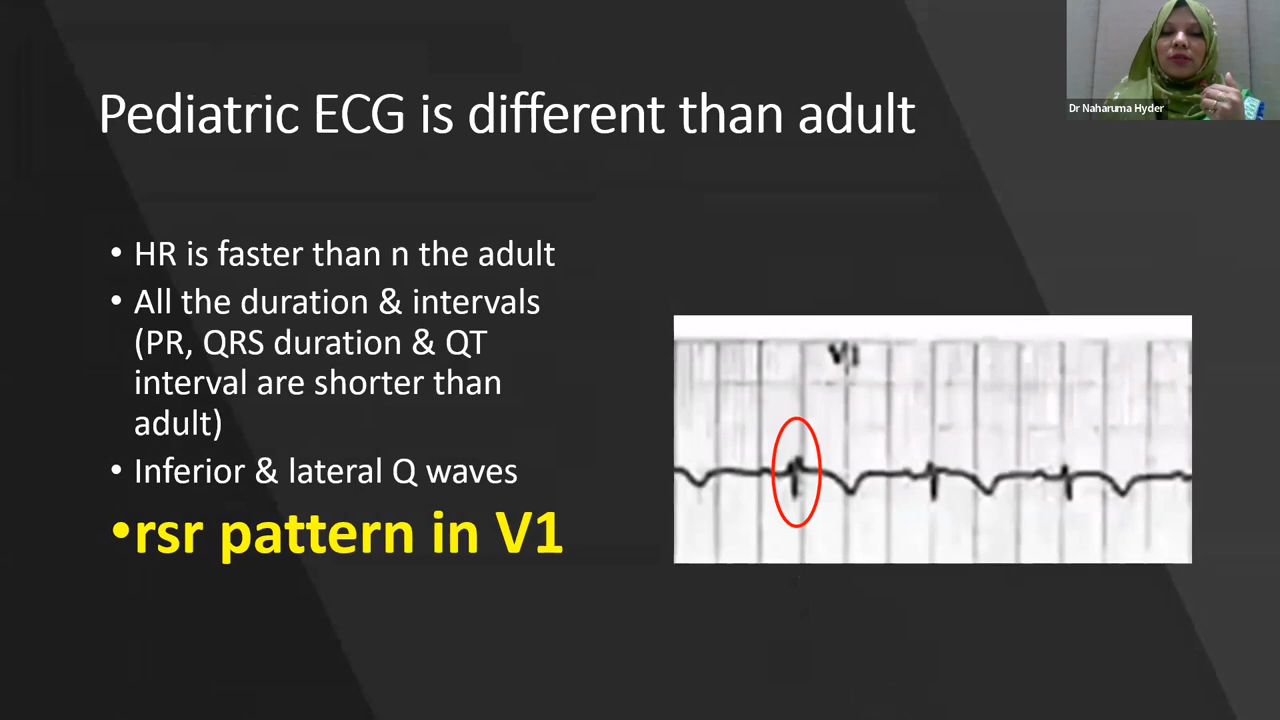 Pediatric ECG is different than adult
Dr Naharuma Hyder
• HR is faster than n the adult
• All the duration & intervals
(PR, QRS duration & QT
interval are shorter than
adult)
• Inferior & lateral Q waves
•rsr pattern in V1
V1